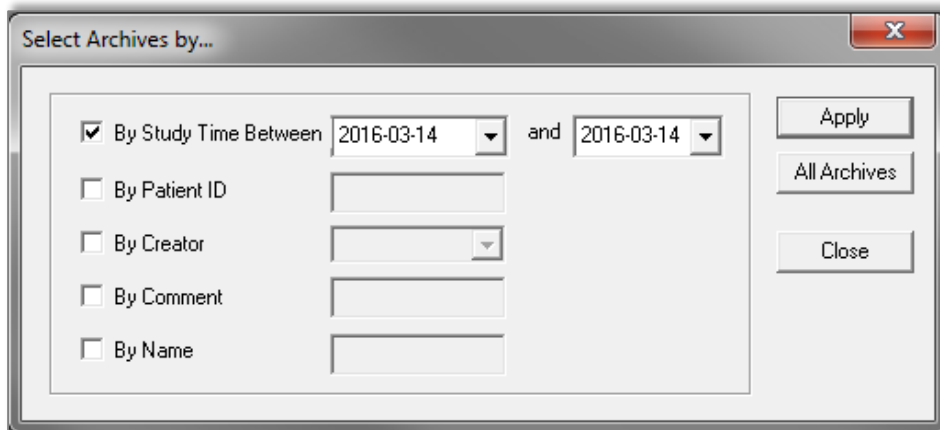 Select Archives by...
By Study Time Between 2016-03-14 and 2016-03-14
Apply
By Patient ID
All Archives
By Creator
Close
By Comment
By Name